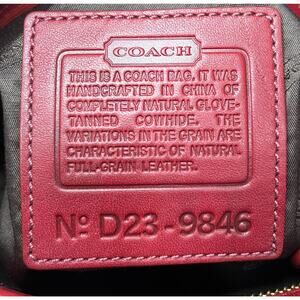 COACH
THIS IS A COACH BAG. IT WAS
HANDCRAFTED IN CHINA OF
COMPLETELY NATURAL GLOVE-
TANNED COWHIDE. THE
VARIATIONS IN THE GRAIN ARE
CHARACTERISTIC OF NATURAL
FULL-GRAIN LEATHER.
Nº D23-9846